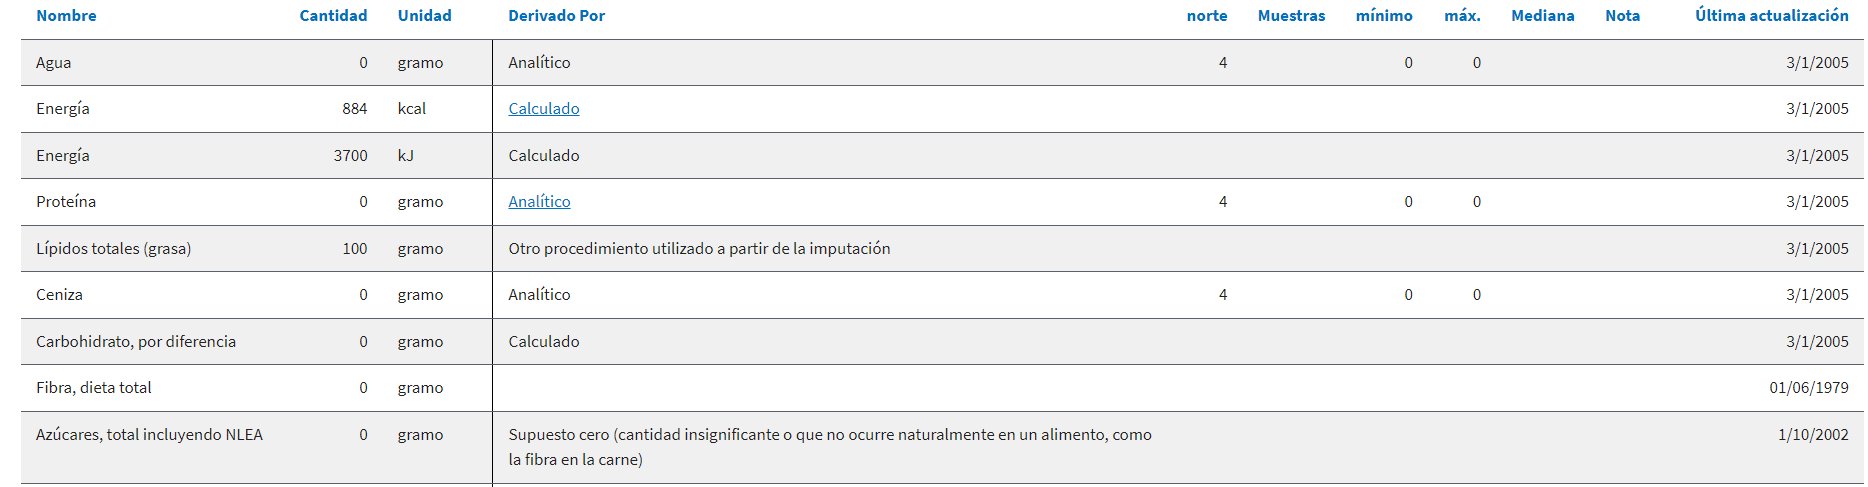 Nombre Cantidad Unidad Derivado Por norte Muestras mínimo máx. Mediana Nota Última actualización
Agua 0 gramo Analítico 4 0 0 3/1/2005
Energía 884 kcal Calculado 3/1/2005
Energía 3700 kJ Calculado 3/1/2005
Proteína 0 gramo Analítico 4 0 0 3/1/2005
Lípidos totales (grasa) 100 gramo Otro procedimiento utilizado a partir de la imputación 3/1/2005
Ceniza 0 gramo Analítico 4 0 0 3/1/2005
Carbohidrato, por diferencia 0 gramo Calculado 3/1/2005
Fibra, dieta total 0 gramo 01/06/1979
Azúcares, total incluyendo NLEA 0 gramo Supuesto cero (cantidad insignificante o que no ocurre naturalmente en un alimento, como 1/10/2002
la fibra en la carne)